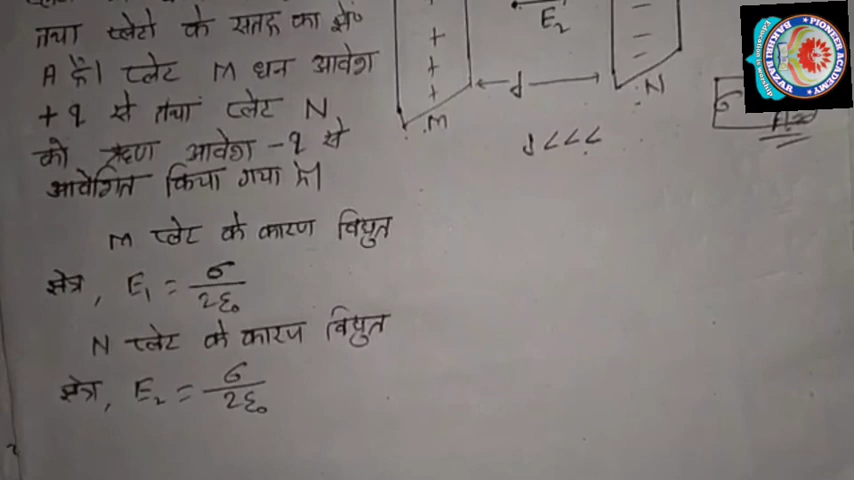 तथा प्लेटो के सतह का क्षे०
A है। प्लेट M धन आवेश
+q से तथा प्लेट N
को ऋण आवेश -q से
आवेशित किया गया है।
E₂
+
+
+
+
M
d
N
d<<<
M प्लेट के कारण विद्युत
क्षेत्र, E₁ = σ/2ε₀
N प्लेट के कारण विद्युत
क्षेत्र, E₂ = σ/2ε₀
PIONEER ACADEMY
BAKHRI BAZAR